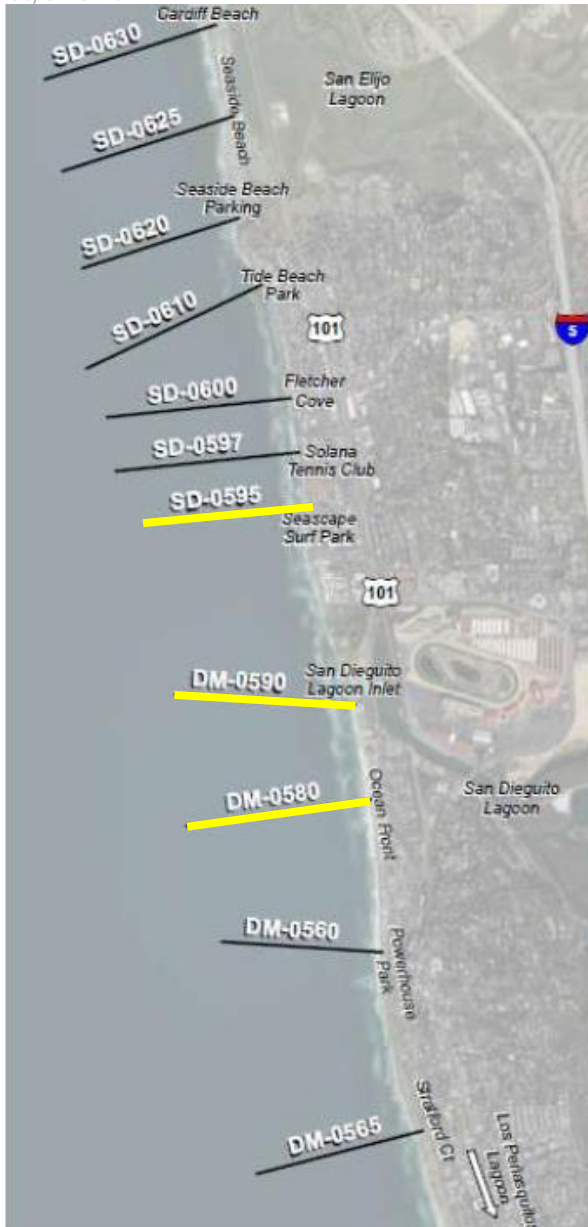 Cardiff Beach
SD-0630
Seaside Beach
San Elijo
Lagoon
SD-0625
Seaside Beach
Parking
SD-0620
Tide Beach
Park
SD-0610
101
5
Fletcher
Cove
SD-0600
SD-0597
Solana
Tennis Club
SD-0595
Seascape
Surf Park
101
DM-0590
San Dieguito
Lagoon Inlet
DM-0580
Ocean Front
San Dieguito
Lagoon
DM-0560
Powerhouse
Park
DM-0565
Stratford Ct
Los Peñasquitos
Lagoon